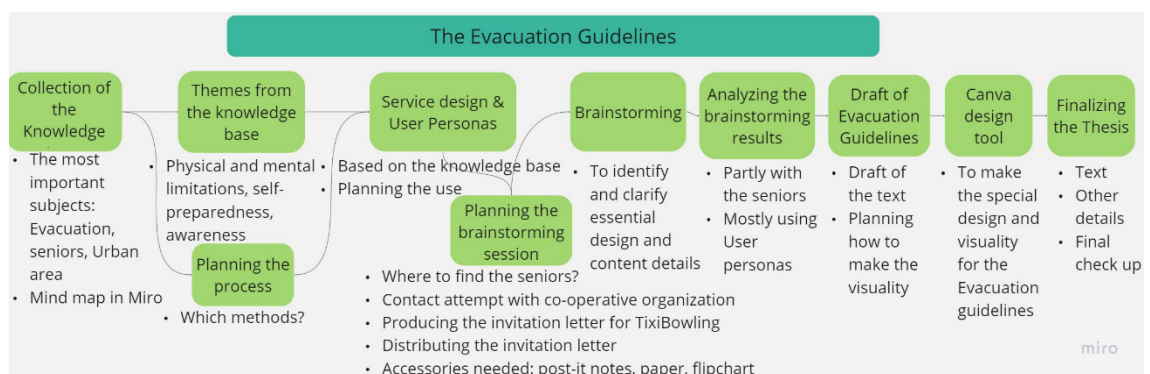 The Evacuation Guidelines
Collection of
the
Knowledge
• The most
important
subjects:
Evacuation,
seniors, Urban
area
• Mind map in Miro
Themes from
the knowledge
base
• Physical and mental
limitations, self-
preparedness,
awareness
Planning the
process
• Which methods?
Service design &
User Personas
• Based on the knowledge base
• Planning the use
Planning the
brainstorming
session
• Where to find the seniors?
• Contact attempt with co-operative organization
• Producing the invitation letter for TixiBowling
• Distributing the invitation letter
• Accessories needed: post-it notes, paper, flipchart
Brainstorming
• To identify
and clarify
essential
design and
content details
Analyzing the
brainstorming
results
• Partly with
the seniors
• Mostly using
User
personas
Draft of
Evacuation
Guidelines
• Draft of
the text
• Planning
how to
make the
visuality
Canva
design
tool
• To make
the special
design and
visuality
for the
Evacuation
guidelines
Finalizing
the Thesis
• Text
• Other
details
• Final
check up
miro